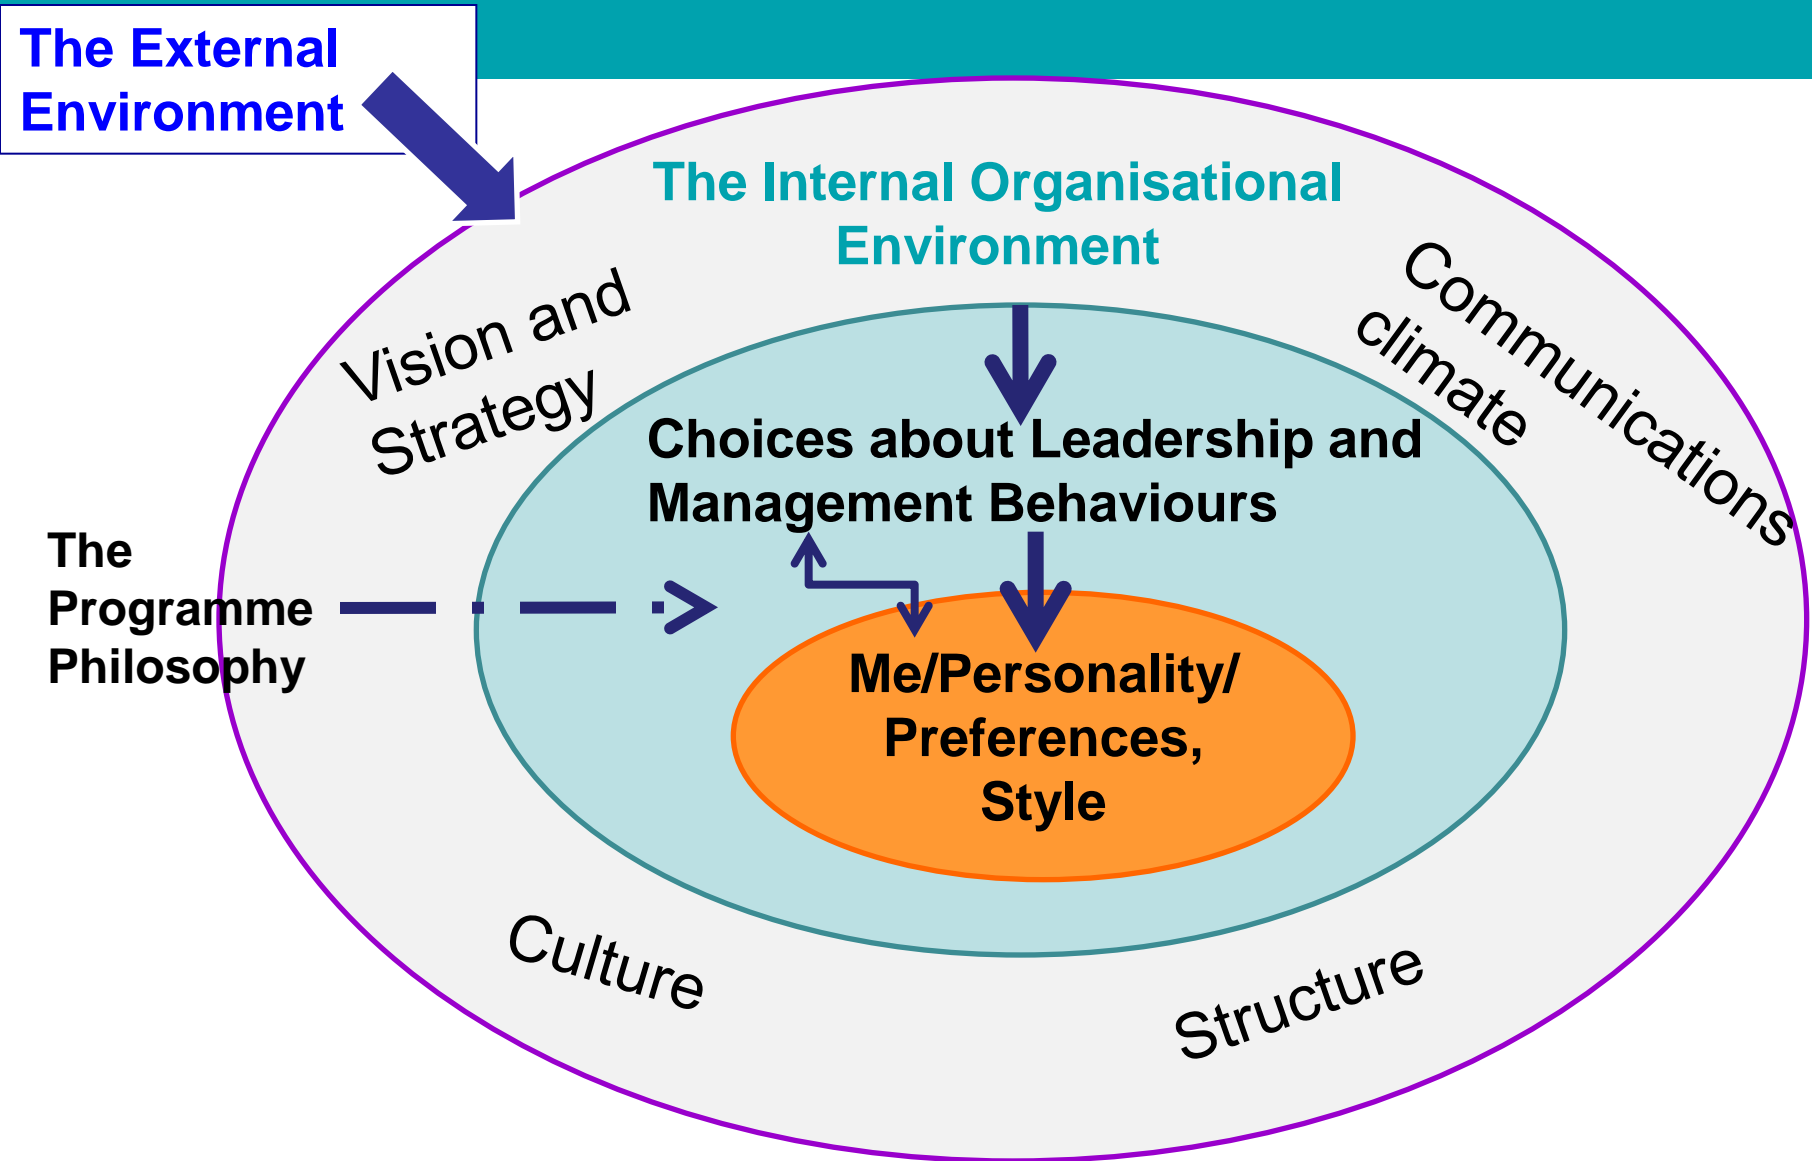 The External
Environment
The Internal Organisational
Environment
Vision and
Strategy
Communications
climate
Choices about Leadership and
Management Behaviours
The
Programme
Philosophy
Me/Personality/
Preferences,
Style
Culture
Structure